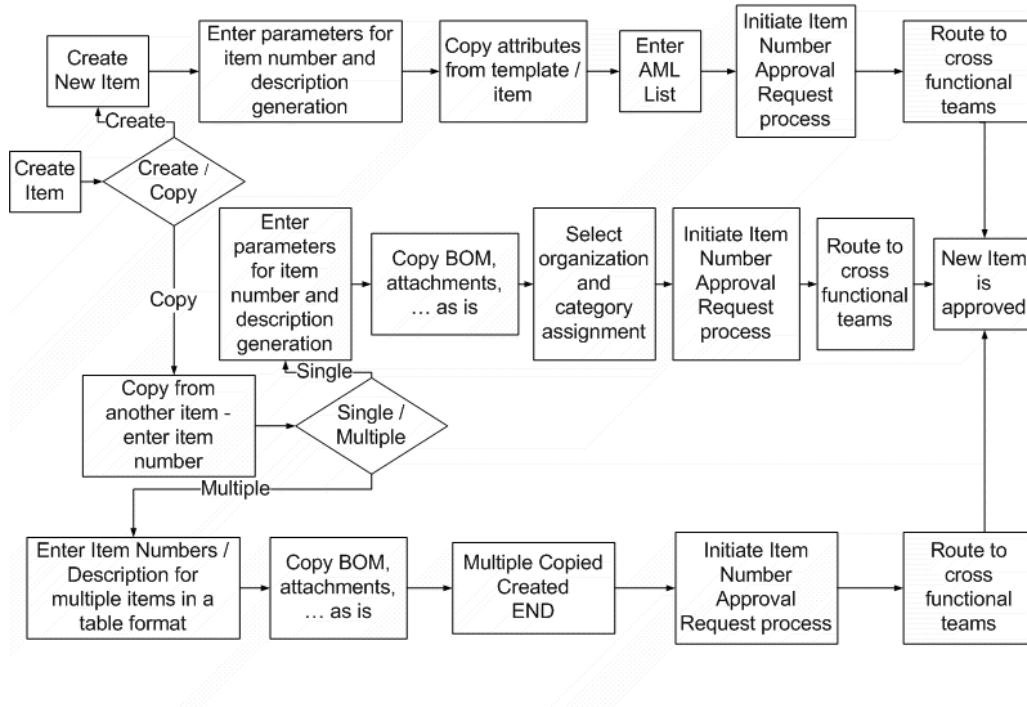 Create
New Item
Enter parameters for
item number and
description
generation
Copy attributes
from template /
item
Enter
AML
List
Initiate Item
Number
Approval
Request
process
Route to
cross
functional
teams
Create
Create
Item
Create /
Copy
Copy
Enter
parameters
for item
number and
description
generation
Copy BOM,
attachments,
… as is
Select
organization
and
category
assignment
Initiate Item
Number
Approval
Request
process
Route to
cross
functional
teams
New Item
is
approved
Single
Copy from
another item -
enter item
number
Single /
Multiple
Multiple
Enter Item Numbers /
Description for
multiple items in a
table format
Copy BOM,
attachments,
… as is
Multiple Copied
Created
END
Initiate Item
Number
Approval
Request process
Route to
cross
functional
teams